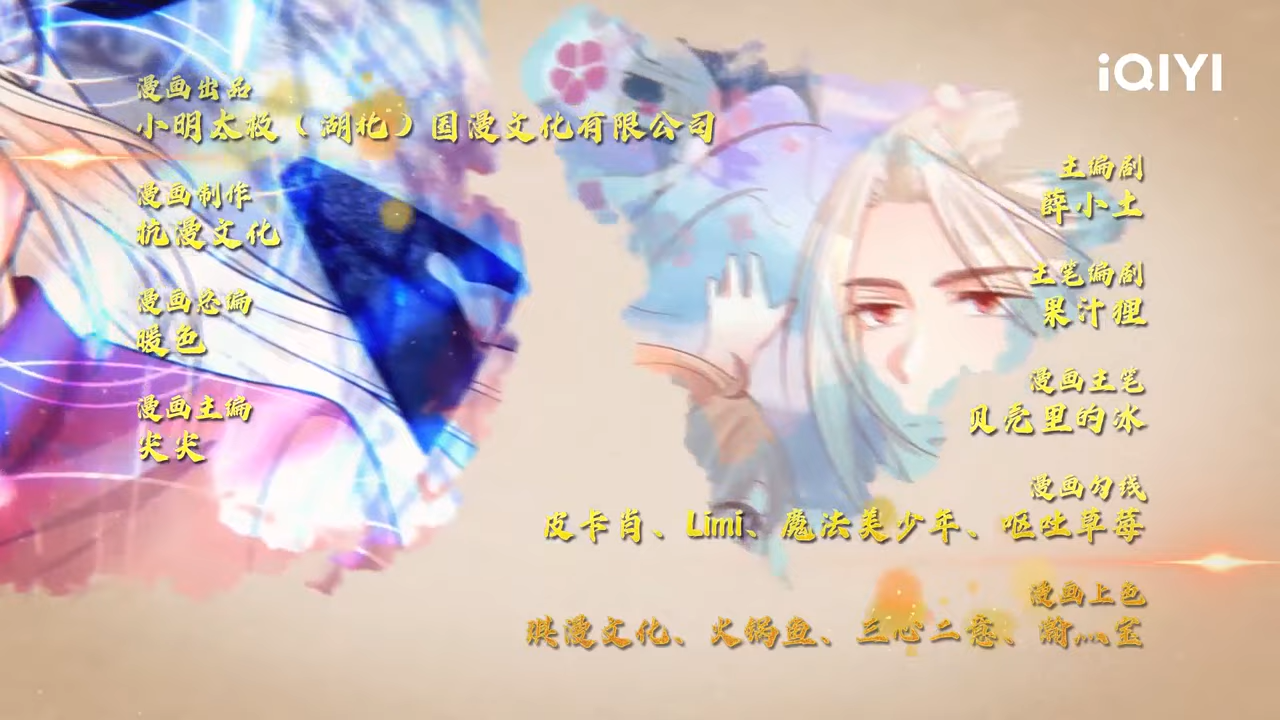 iQIYI
漫画出品
小明太极（湖北）国漫文化有限公司
漫画制作
杭漫文化
漫画总编
暖色
漫画主编
尖尖
主编剧
薛小土
主笔编剧
果汁狸
漫画主笔
贝壳里的冰
漫画勾线
皮卡肖、Limi、魔法美少年、呕吐草莓
漫画上色
琪漫文化、火锅鱼、三心二意、